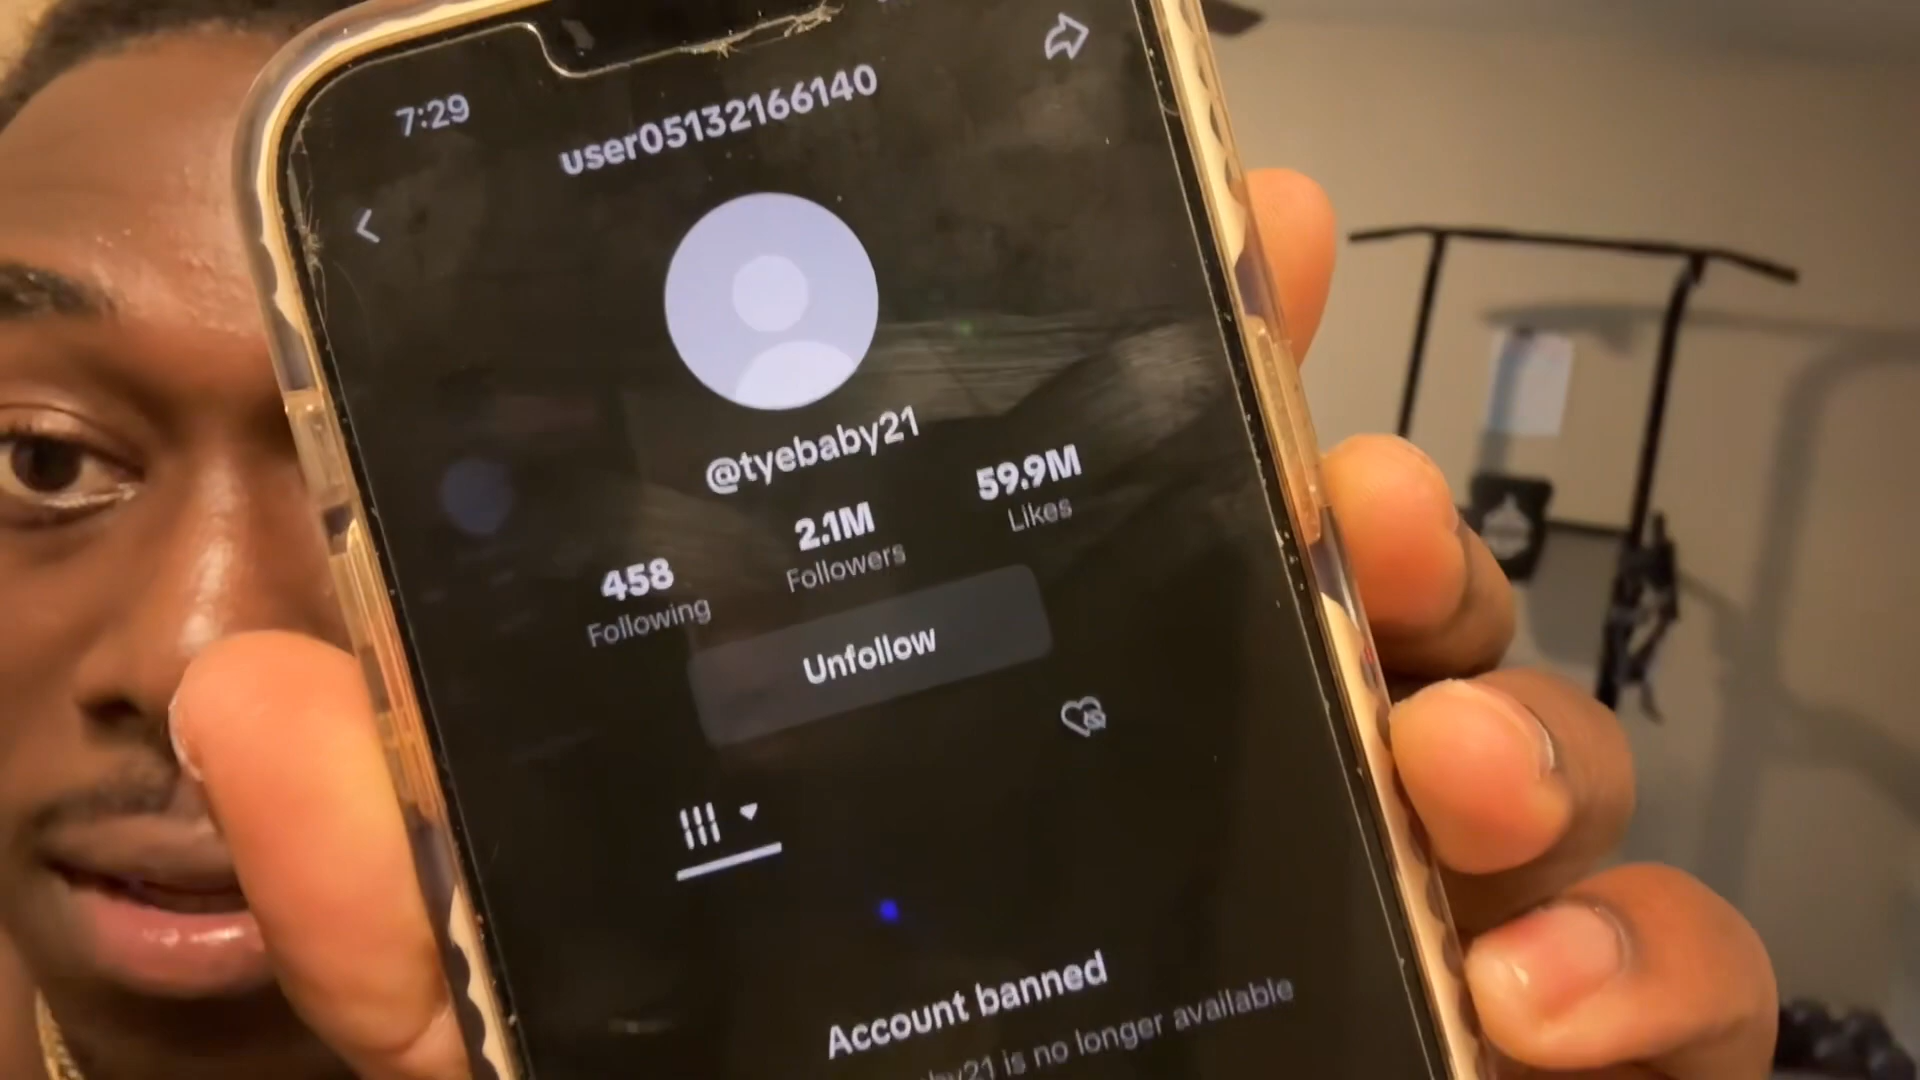 7:29
user05132166140
@tyebaby21
458
Following
2.1M
Followers
59.9M
Likes
Unfollow
Account banned
by21 is no longer available